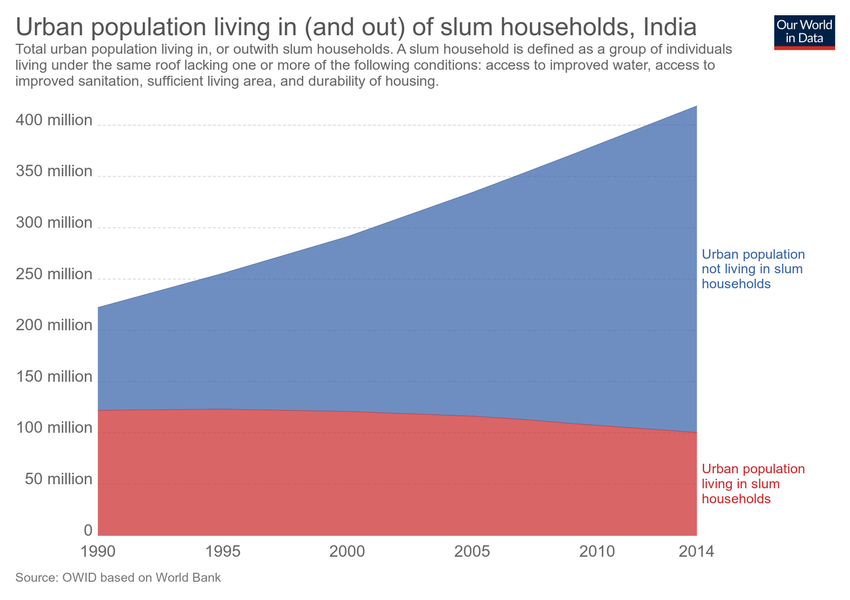 Urban population living in (and out) of slum households, India
Our World
in Data
Total urban population living in, or outwith slum households. A slum household is defined as a group of individuals
living under the same roof lacking one or more of the following conditions: access to improved water, access to
improved sanitation, sufficient living area, and durability of housing.
400 million
350 million
300 million
250 million
200 million
150 million
100 million
50 million
0
Urban population
not living in slum
households
Urban population
living in slum
households
1990 1995 2000 2005 2010 2014
Source: OWID based on World Bank